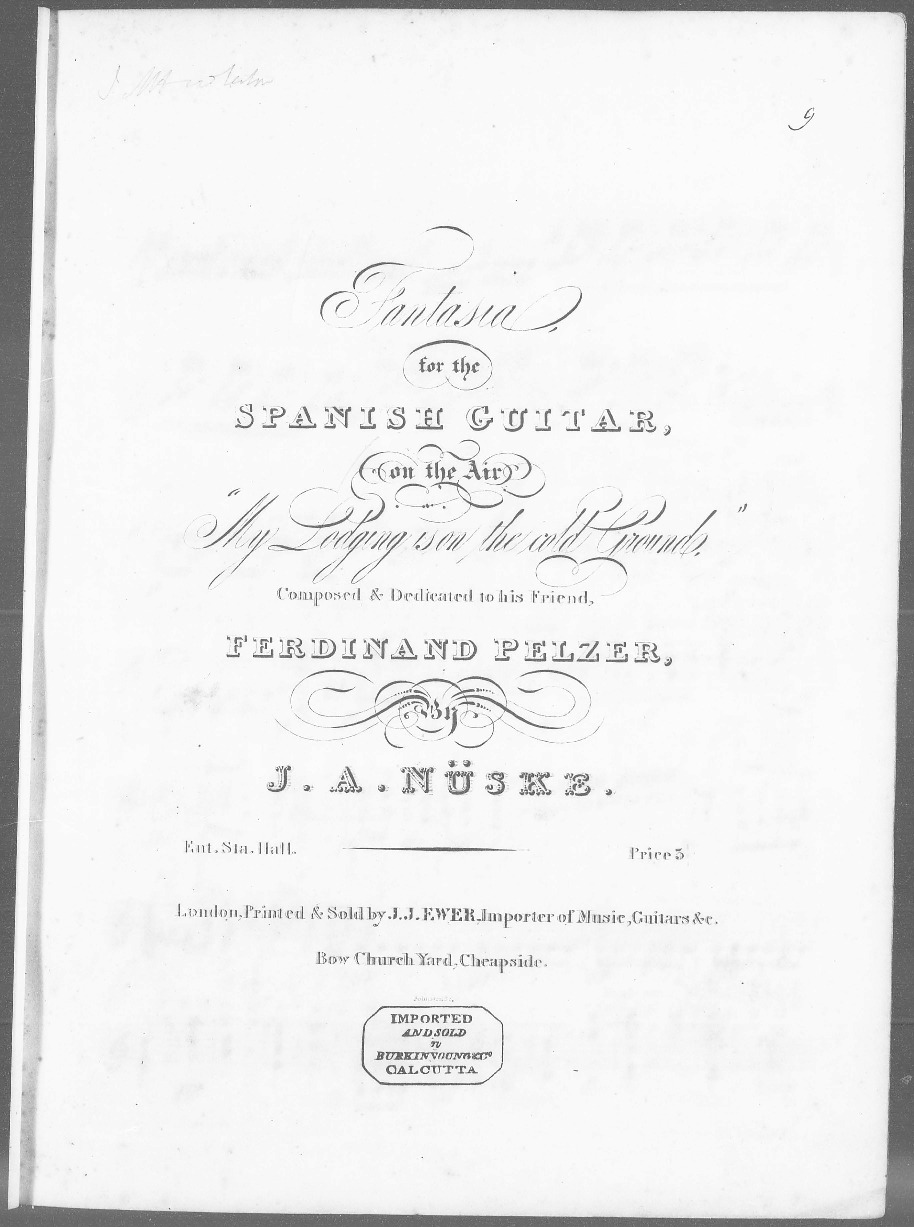 9
Fantasia,
for the
SPANISH GUITAR,
on the Air
"My Lodging is on the cold Ground."
Composed & Dedicated to his Friend,
FERDINAND PELZER,
By
J. A. NÜSKE.
Ent. Sta. Hall. Price 3
London, Printed & Sold by J. J. EWER, Importer of Music, Guitars &c.
Bow Church Yard, Cheapside.
IMPORTED
AND SOLD
BY
BURKINYOUNG & Co
CALCUTTA